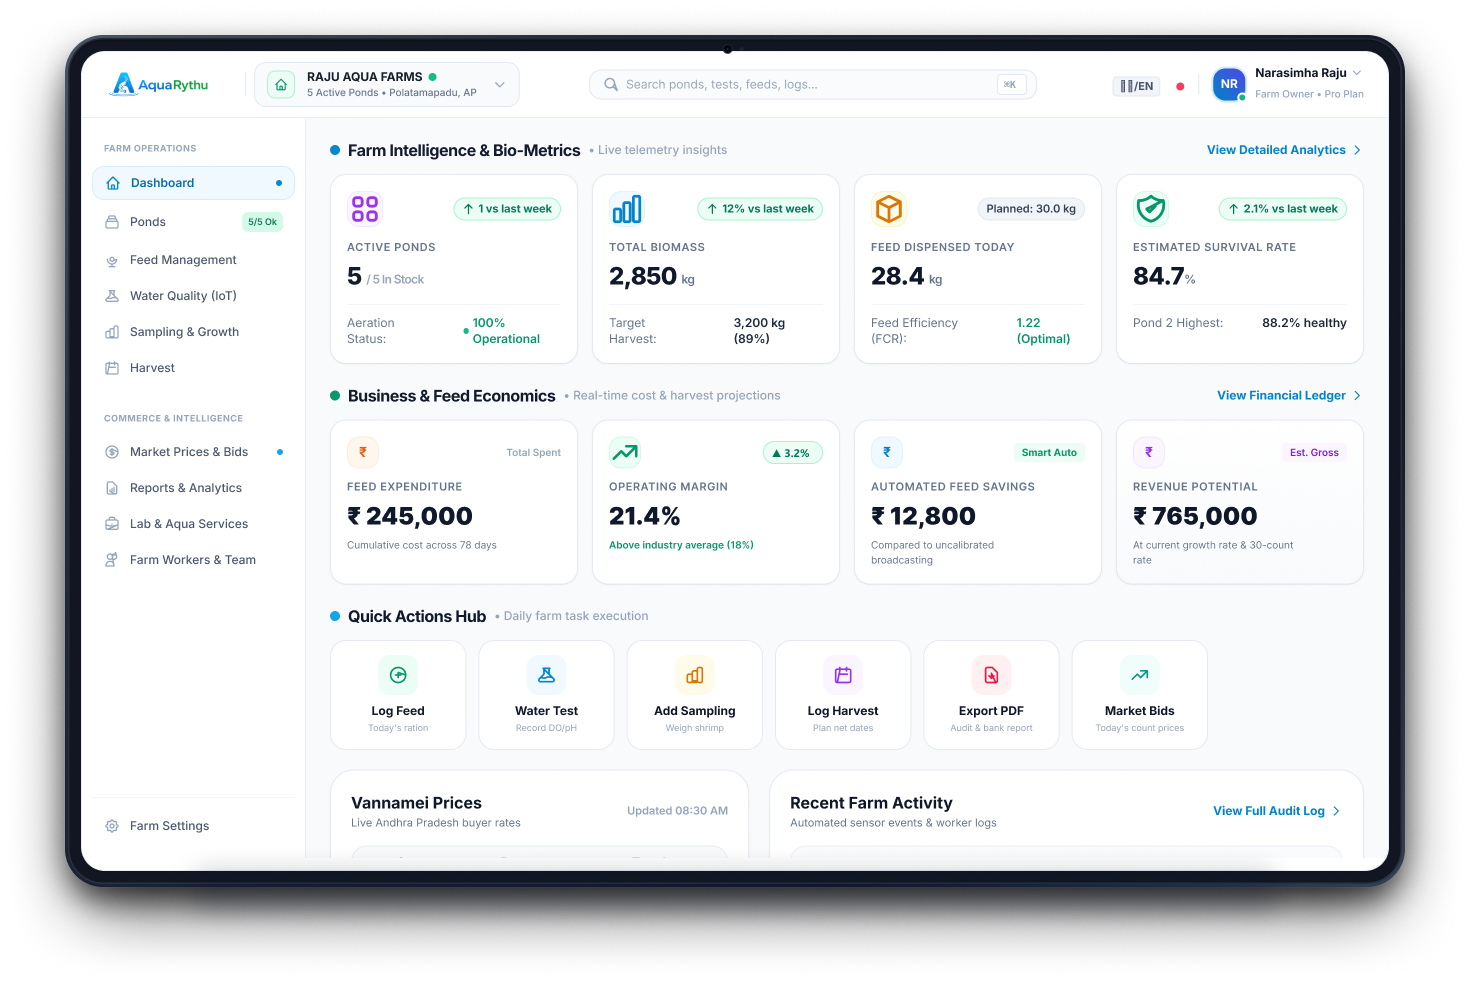 AquaRythu
RAJU AQUA FARMS
5 Active Ponds • Polatamapadu, AP
Search ponds, tests, feeds, logs...
⌘K
/EN
NR
Narasimha Raju
Farm Owner • Pro Plan
FARM OPERATIONS
Dashboard
Ponds
5/5 Ok
Feed Management
Water Quality (IoT)
Sampling & Growth
Harvest
COMMERCE & INTELLIGENCE
Market Prices & Bids
Reports & Analytics
Lab & Aqua Services
Farm Workers & Team
Farm Settings
Farm Intelligence & Bio-Metrics • Live telemetry insights
View Detailed Analytics
↑ 1 vs last week
ACTIVE PONDS
5 / 5 In Stock
Aeration Status:
100% Operational
↑ 12% vs last week
TOTAL BIOMASS
2,850 kg
Target Harvest:
3,200 kg (89%)
Planned: 30.0 kg
FEED DISPENSED TODAY
28.4 kg
Feed Efficiency (FCR):
1.22 (Optimal)
↑ 2.1% vs last week
ESTIMATED SURVIVAL RATE
84.7%
Pond 2 Highest:
88.2% healthy
Business & Feed Economics • Real-time cost & harvest projections
View Financial Ledger
₹
Total Spent
FEED EXPENDITURE
₹ 245,000
Cumulative cost across 78 days
▲ 3.2%
OPERATING MARGIN
21.4%
Above industry average (18%)
₹
Smart Auto
AUTOMATED FEED SAVINGS
₹ 12,800
Compared to uncalibrated
broadcasting
₹
Est. Gross
REVENUE POTENTIAL
₹ 765,000
At current growth rate & 30-count
rate
Quick Actions Hub • Daily farm task execution
Log Feed
Today's ration
Water Test
Record DO/pH
Add Sampling
Weigh shrimp
Log Harvest
Plan net dates
Export PDF
Audit & bank report
Market Bids
Today's count prices
Vannamei Prices
Live Andhra Pradesh buyer rates
Updated 08:30 AM
Recent Farm Activity
Automated sensor events & worker logs
View Full Audit Log